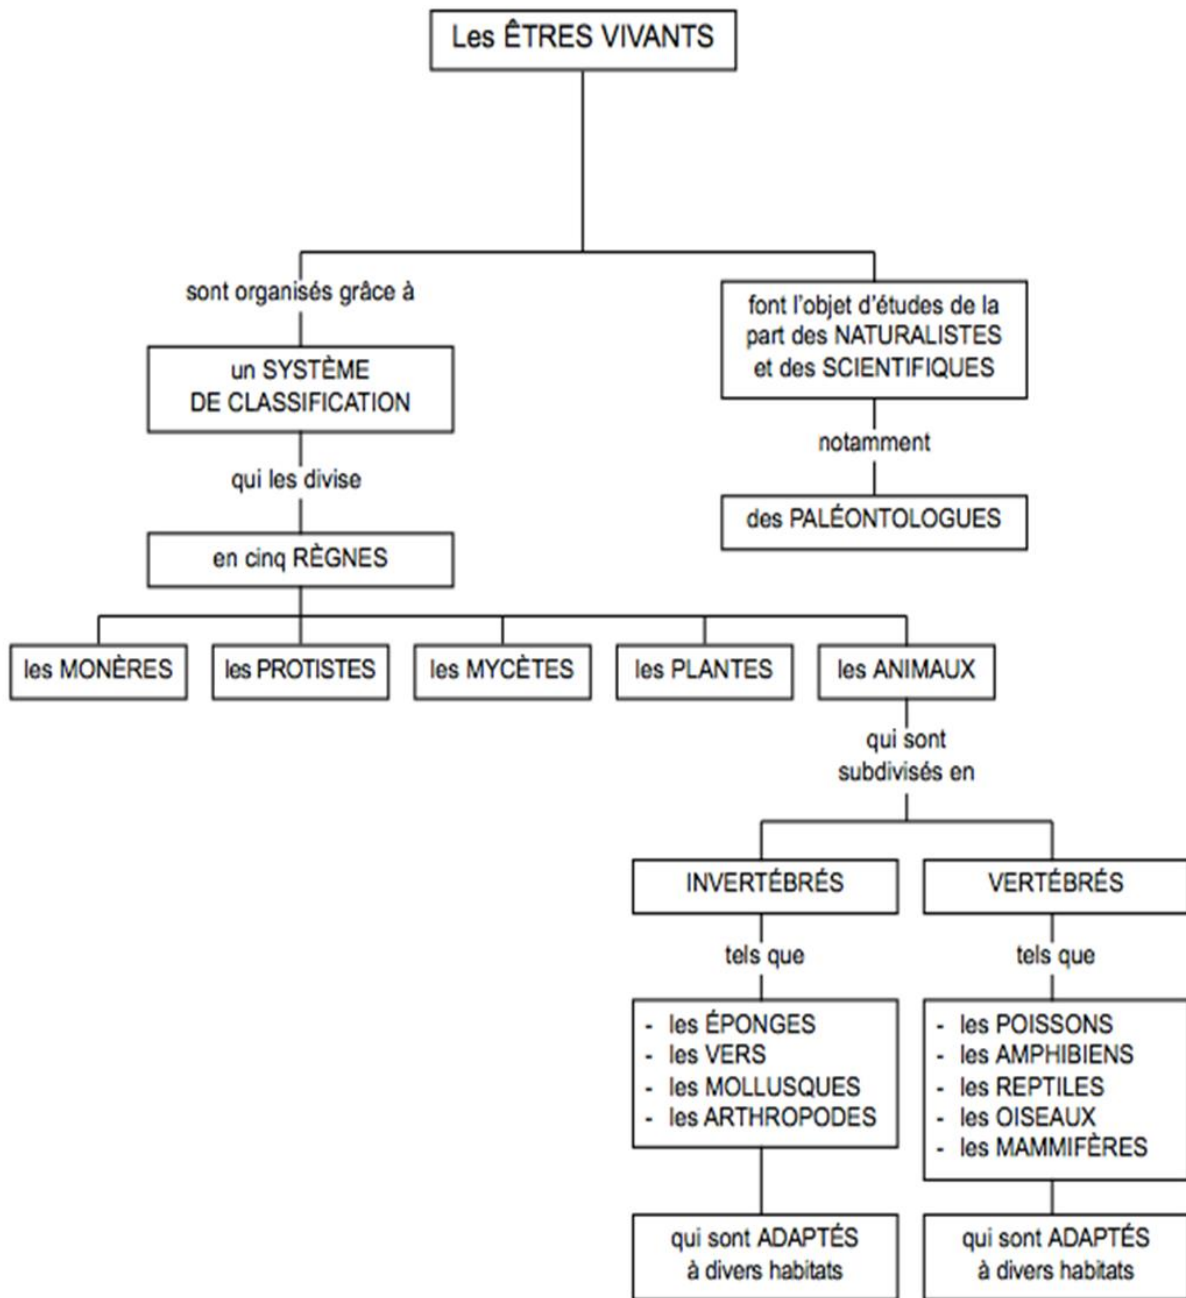 Les ÊTRES VIVANTS
sont organisés grâce à
un SYSTÈME
DE CLASSIFICATION
qui les divise
en cinq RÈGNES
font l'objet d'études de la
part des NATURALISTES
et des SCIENTIFIQUES
notamment
des PALÉONTOLOGUES
les MONÈRES
les PROTISTES
les MYCÈTES
les PLANTES
les ANIMAUX
qui sont
subdivisés en
INVERTÉBRÉS
tels que
- les ÉPONGES
- les VERS
- les MOLLUSQUES
- les ARTHROPODES
qui sont ADAPTÉS
à divers habitats
VERTÉBRÉS
tels que
- les POISSONS
- les AMPHIBIENS
- les REPTILES
- les OISEAUX
- les MAMMIFÈRES
qui sont ADAPTÉS
à divers habitats